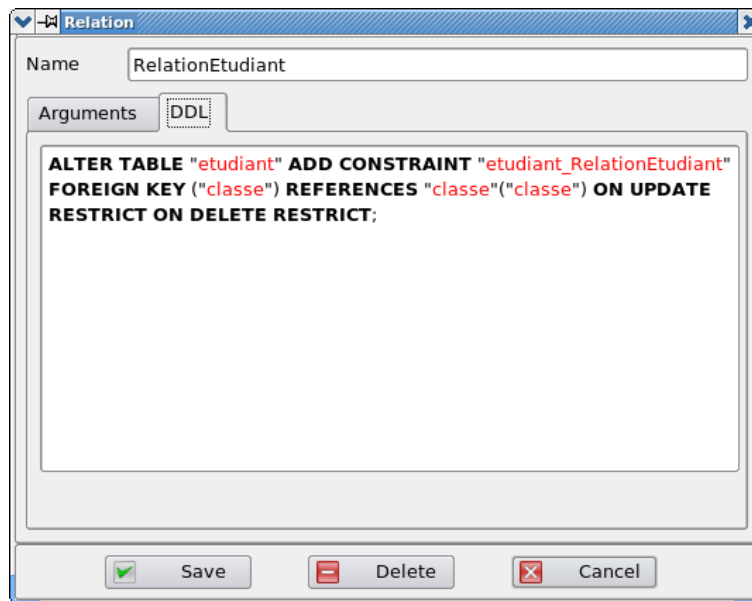 Relation
Name RelationEtudiant
Arguments DDL
ALTER TABLE "etudiant" ADD CONSTRAINT "etudiant_RelationEtudiant"
FOREIGN KEY ("classe") REFERENCES "classe"("classe") ON UPDATE
RESTRICT ON DELETE RESTRICT;
Save Delete Cancel